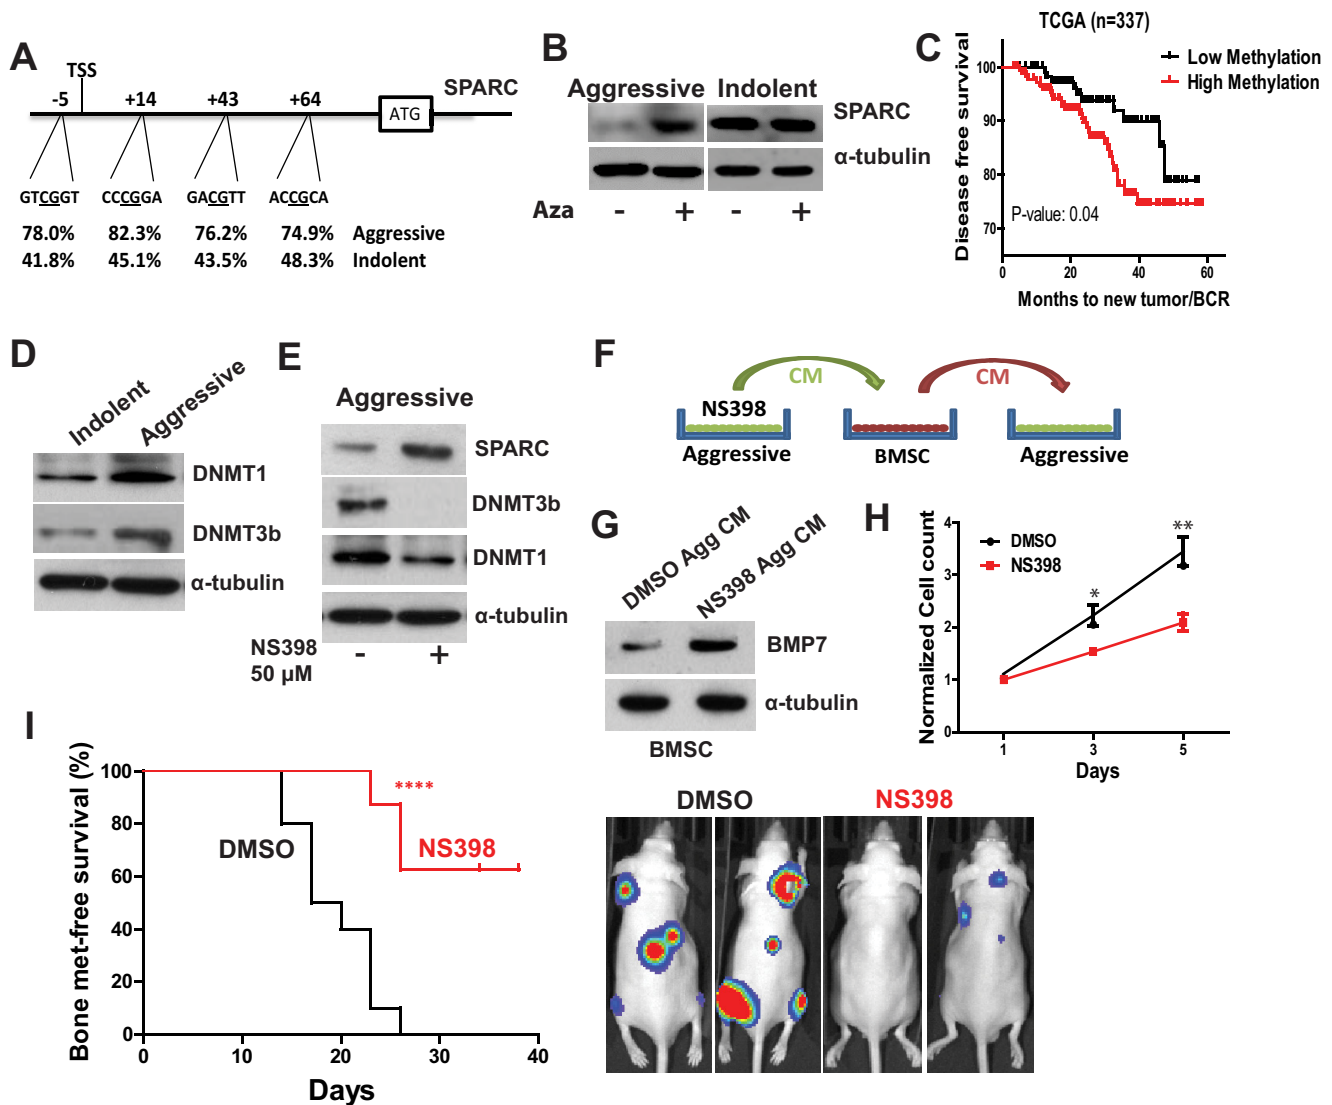 A
TSS
SPARC
-5
+14
+43
+64
ATG
GTCGGT
CCCGGA
GACGTT
ACCGCA
78.0%
82.3%
76.2%
74.9%
Aggressive
41.8%
45.1%
43.5%
48.3%
Indolent
B
Aggressive
Indolent
SPARC
α-tubulin
Aza
-
+
-
+
C
TCGA (n=337)
Low Methylation
High Methylation
Disease free survival
100
90
80
70
P-value: 0.04
0
20
40
60
Months to new tumor/BCR
D
Indolent
Aggressive
DNMT1
DNMT3b
α-tubulin
E
Aggressive
SPARC
DNMT3b
DNMT1
α-tubulin
NS398
50 µM
-
+
F
CM
CM
NS398
Aggressive
BMSC
Aggressive
G
DMSO Agg CM
NS398 Agg CM
BMP7
α-tubulin
BMSC
H
Normalized Cell count
4
3
2
1
0
DMSO
NS398
*
**
1
3
5
Days
I
Bone met-free survival (%)
100
80
60
40
20
0
DMSO
NS398
****
0
10
20
30
40
Days
DMSO
NS398